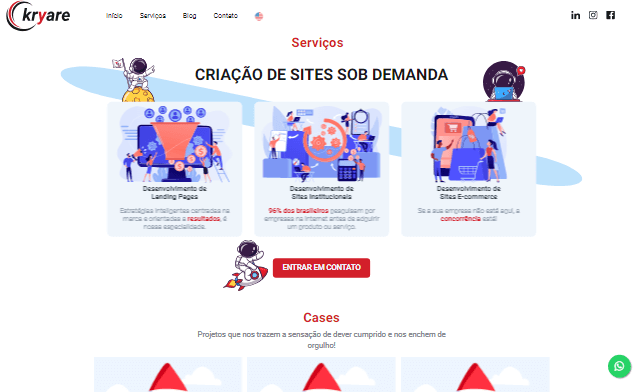 kryare
Início Serviços Blog Contato
Serviços
CRIAÇÃO DE SITES SOB DEMANDA
Desenvolvimento de
Landing Pages
Estratégias inteligentes centradas na
marca e orientadas a resultados, é
nossa especialidade.
Desenvolvimento de
Sites Institucionais
96% dos brasileiros pesquisam por
empresas na internet antes de adquirir
um produto ou serviço.
Desenvolvimento de
Sites E-commerce
Se a sua empresa não está aqui, a
concorrência está!
ENTRAR EM CONTATO
Cases
Projetos que nos trazem a sensação de dever cumprido e nos enchem de
orgulho!